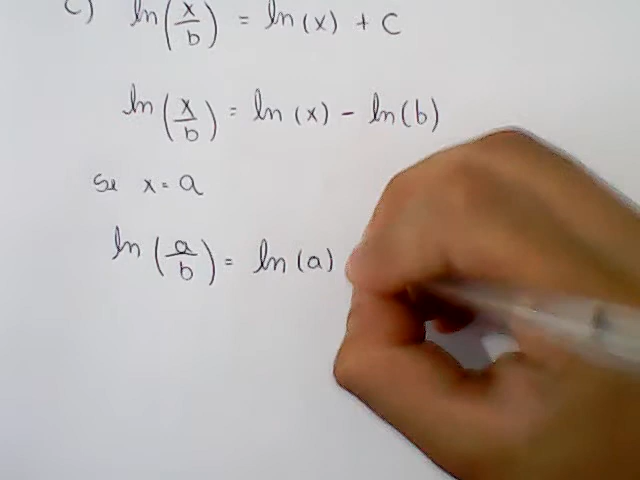 c) ln(x/b) = ln(x) + C
ln(x/b) = ln(x) - ln(b)
Se x = a
ln(a/b) = ln(a)